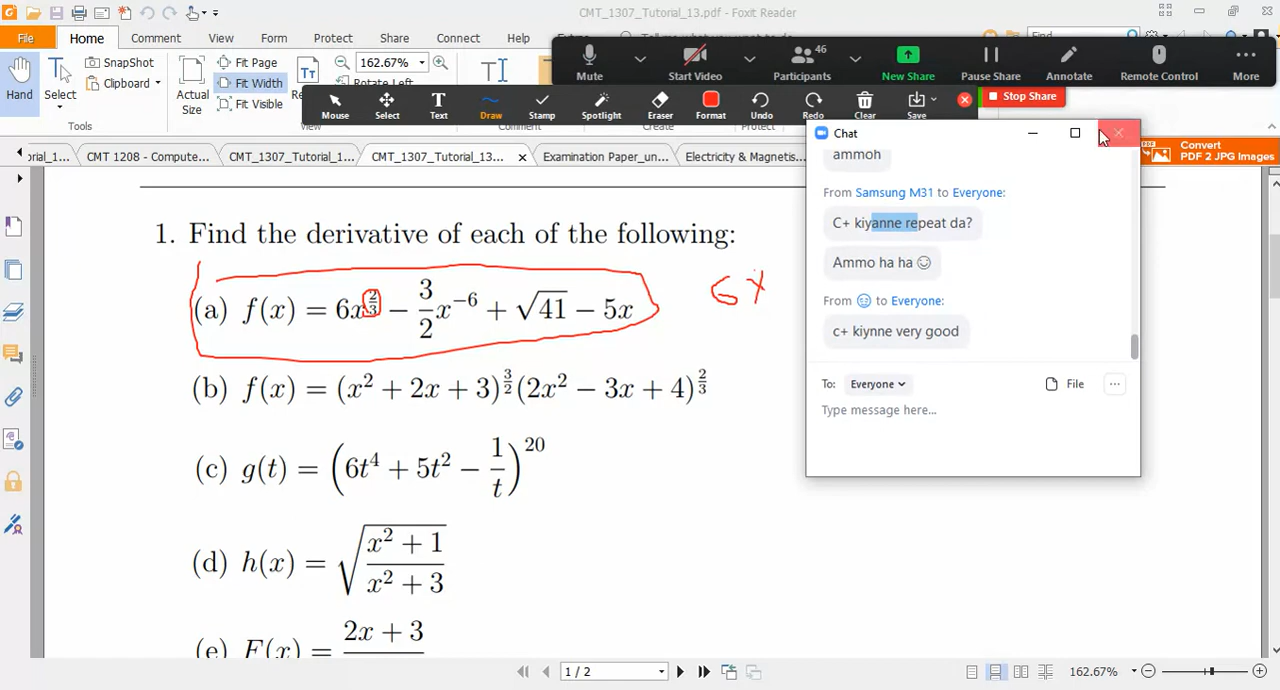 CMT_1307_Tutorial_13.pdf - Foxit Reader
File Home Comment View Form Protect Share Connect Help
Find
Hand Select SnapShot Clipboard Actual Size Fit Page Fit Width Fit Visible 162.67% Rotate Left
Tools View Comment Create Protect
Mute Start Video Participants 46 New Share Pause Share Annotate Remote Control More
Mouse Select Text Draw Stamp Spotlight Eraser Format Undo Redo Clear Save Stop Share
orial_1... CMT 1208 - Compute... CMT_1307_Tutorial_1... CMT_1307_Tutorial_13... Examination Paper_un... Electricity & Magnetis...
Convert
PDF 2 JPG Images
PDF
Chat
ammoh
From Samsung M31 to Everyone:
C+ kiyanne repeat da?
Ammo ha ha ☺
From 😊 to Everyone:
c+ kiynne very good
To: Everyone File ...
Type message here...
1. Find the derivative of each of the following:
(a) f(x) = 6x^{2/3} − 3/2 x^{−6} + √41 − 5x
6x
(b) f(x) = (x² + 2x + 3)^{3/2}(2x² − 3x + 4)^{2/3}
(c) g(t) = (6t⁴ + 5t² − 1/t)^{20}
(d) h(x) = √((x² + 1)/(x² + 3))
(e) F(x) = 2x + 3
1 / 2 162.67%